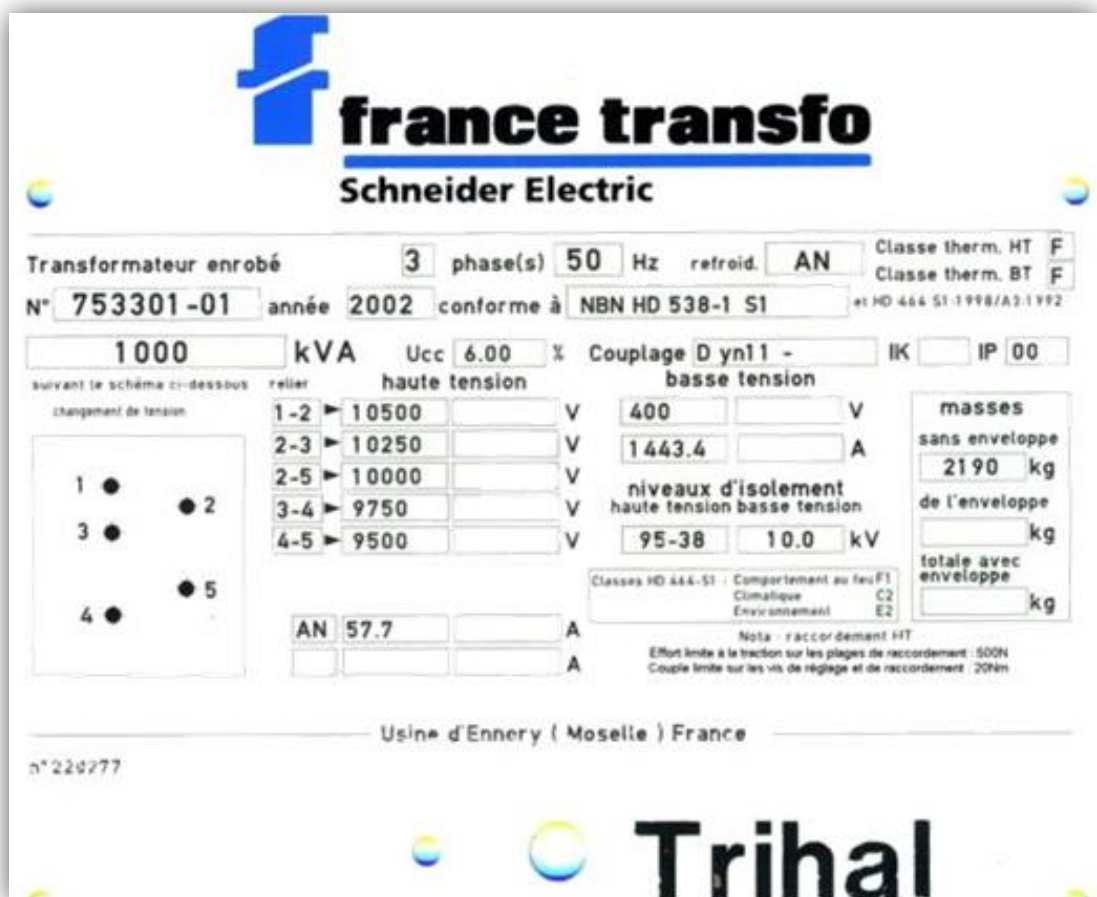 france transfo
Schneider Electric
Transformateur enrobé 3 phase(s) 50 Hz refroid. AN Classe therm. HT F
Classe therm. BT F
N° 753301-01 année 2002 conforme à NBN HD 538-1 S1 et HD 464 S1:1998/A3:1992
1000 kVA Ucc 6.00 % Couplage D yn11 - IK IP 00
suivant le schéma ci-dessous relier haute tension basse tension
changement de tension 1-2 10500 V 400 V masses
2-3 10250 V 1443.4 A sans enveloppe
2190 kg
1 2-5 10000 V niveaux d'isolement
2 3-4 9750 V haute tension basse tension de l'enveloppe
3 4-5 9500 V 95-38 10.0 kV kg
5 Classes HD 464-S1 : Comportement au feu F1 totale avec
enveloppe
4 Climatique C2 kg
Environnement E2
AN 57.7 A Nota : raccordement HT
A Effort limite à la traction sur les plages de raccordement : 500N
Couple limite sur les vis de réglage et de raccordement : 20Nm
Usine d'Ennery ( Moselle ) France
Trihal